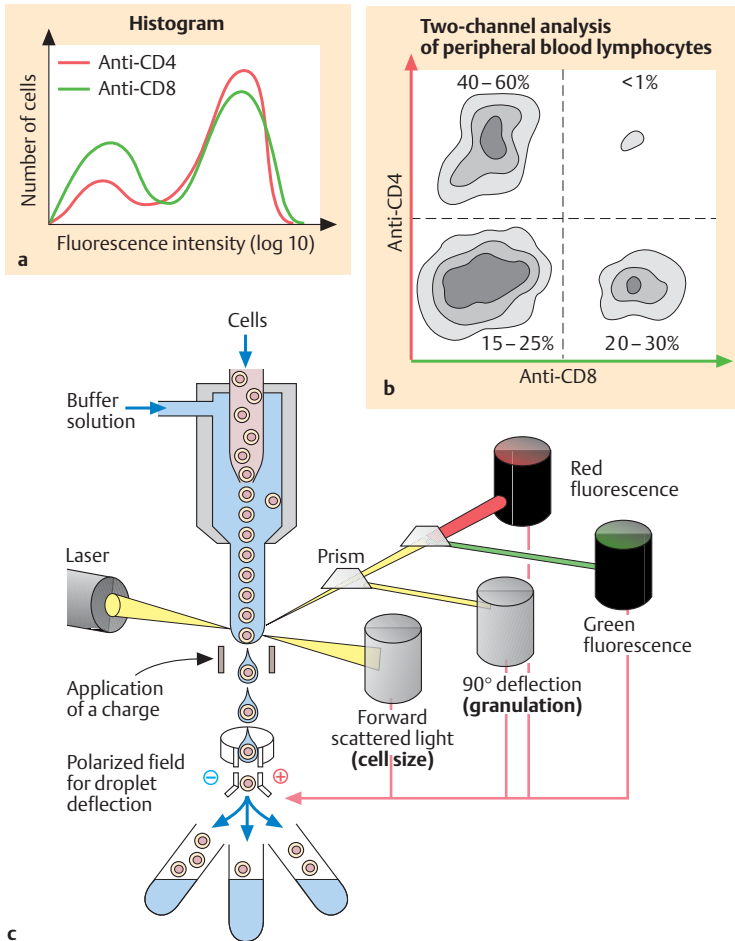 Histogram
Number of cells
Anti-CD4
Anti-CD8
Fluorescence intensity (log 10)
a
Two-channel analysis
of peripheral blood lymphocytes
40–60%
<1%
Anti-CD4
15–25%
20–30%
Anti-CD8
b
Cells
Buffer
solution
Laser
Prism
Red
fluorescence
Green
fluorescence
Application
of a charge
90° deflection
(granulation)
Forward
scattered light
(cell size)
Polarized field
for droplet
deflection
−
+
c